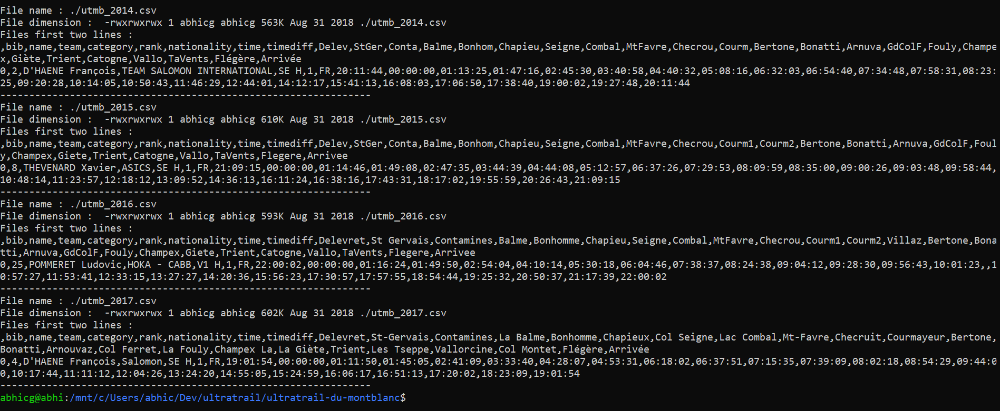 File name : ./utmb_2014.csv
File dimension :  -rwxrwxrwx 1 abhicg abhicg 563K Aug 31 2018 ./utmb_2014.csv
Files first two lines :
,bib,name,team,category,rank,nationality,time,timediff,Delev,StGer,Conta,Balme,Bonhom,Chapieu,Seigne,Combal,MtFavre,Checrou,Courm,Bertone,Bonatti,Arnuva,GdColF,Fouly,Champe
x,Giète,Trient,Catogne,Vallo,TaVents,Flégère,Arrivée
0,2,D'HAENE François,TEAM SALOMON INTERNATIONAL,SE H,1,FR,20:11:44,00:00:00,01:13:25,01:47:16,02:45:30,03:40:58,04:40:32,05:08:16,06:32:03,06:54:40,07:34:48,07:58:31,08:23:
25,09:20:28,10:14:05,10:50:43,11:46:29,12:44:01,14:12:17,15:41:13,16:08:03,17:06:50,17:38:40,19:00:02,19:27:48,20:11:44
----------------------------------------------------------------
File name : ./utmb_2015.csv
File dimension :  -rwxrwxrwx 1 abhicg abhicg 610K Aug 31 2018 ./utmb_2015.csv
Files first two lines :
,bib,name,team,category,rank,nationality,time,timediff,Delev,StGer,Conta,Balme,Bonhom,Chapieu,Seigne,Combal,MtFavre,Checrou,Courm1,Courm2,Bertone,Bonatti,Arnuva,GdColF,Foul
y,Champex,Giete,Trient,Catogne,Vallo,TaVents,Flegere,Arrivee
0,8,THEVENARD Xavier,ASICS,SE H,1,FR,21:09:15,00:00:00,01:14:46,01:49:08,02:47:35,03:44:39,04:44:08,05:12:57,06:37:26,07:29:53,08:09:59,08:35:00,09:00:26,09:03:48,09:58:44,
10:48:14,11:23:57,12:18:12,13:09:52,14:36:13,16:11:24,16:38:16,17:43:31,18:17:02,19:55:59,20:26:43,21:09:15
----------------------------------------------------------------
File name : ./utmb_2016.csv
File dimension :  -rwxrwxrwx 1 abhicg abhicg 593K Aug 31 2018 ./utmb_2016.csv
Files first two lines :
,bib,name,team,category,rank,nationality,time,timediff,Delevret,St Gervais,Contamines,Balme,Bonhomme,Chapieu,Seigne,Combal,MtFavre,Checrou,Courm1,Courm2,Villaz,Bertone,Bona
tti,Arnuva,GdColF,Fouly,Champex,Giete,Trient,Catogne,Vallo,TaVents,Flegere,Arrivee
0,25,POMMERET Ludovic,HOKA - CABB,V1 H,1,FR,22:00:02,00:00:00,01:16:24,01:49:50,02:54:04,04:10:14,05:30:18,06:04:46,07:38:37,08:24:38,09:04:12,09:28:30,09:56:43,10:01:23,,1
0:57:27,11:53:41,12:33:15,13:27:27,14:20:36,15:56:23,17:30:57,17:57:55,18:54:44,19:25:32,20:50:37,21:17:39,22:00:02
----------------------------------------------------------------
File name : ./utmb_2017.csv
File dimension :  -rwxrwxrwx 1 abhicg abhicg 602K Aug 31 2018 ./utmb_2017.csv
Files first two lines :
,bib,name,team,category,rank,nationality,time,timediff,Delevret,St-Gervais,Contamines,La Balme,Bonhomme,Chapieux,Col Seigne,Lac Combal,Mt-Favre,Checruit,Courmayeur,Bertone,
Bonatti,Arnouvaz,Col Ferret,La Fouly,Champex La,La Giète,Trient,Les Tseppe,Vallorcine,Col Montet,Flégère,Arrivée
0,4,D'HAENE François,Salomon,SE H,1,FR,19:01:54,00:00:00,01:11:50,01:45:05,02:41:09,03:33:40,04:28:07,04:53:31,06:18:02,06:37:51,07:15:35,07:39:09,08:02:18,08:54:29,09:44:0
0,10:17:44,11:11:12,12:04:26,13:24:20,14:55:05,15:24:59,16:06:17,16:51:13,17:20:02,18:23:09,19:01:54
----------------------------------------------------------------
abhicg@abhi:/mnt/c/Users/abhic/Dev/ultratrail/ultratrail-du-montblanc$